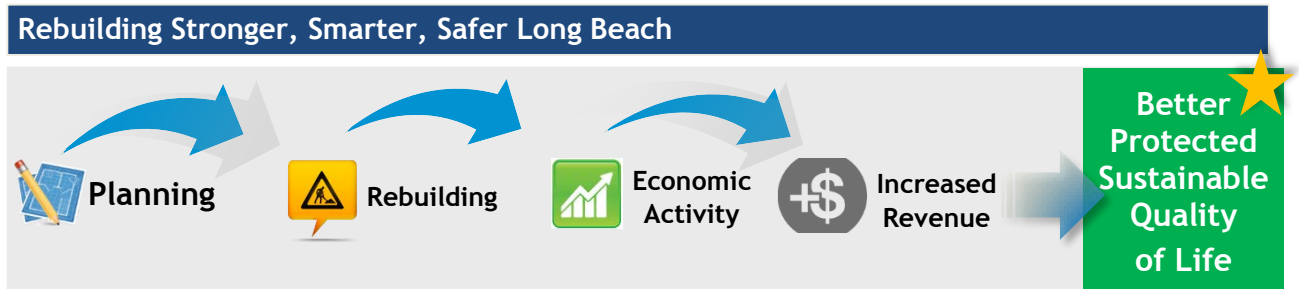 Rebuilding Stronger, Smarter, Safer Long Beach
Planning
Rebuilding
Economic
Activity
+$
Increased
Revenue
Better
Protected
Sustainable
Quality
of Life